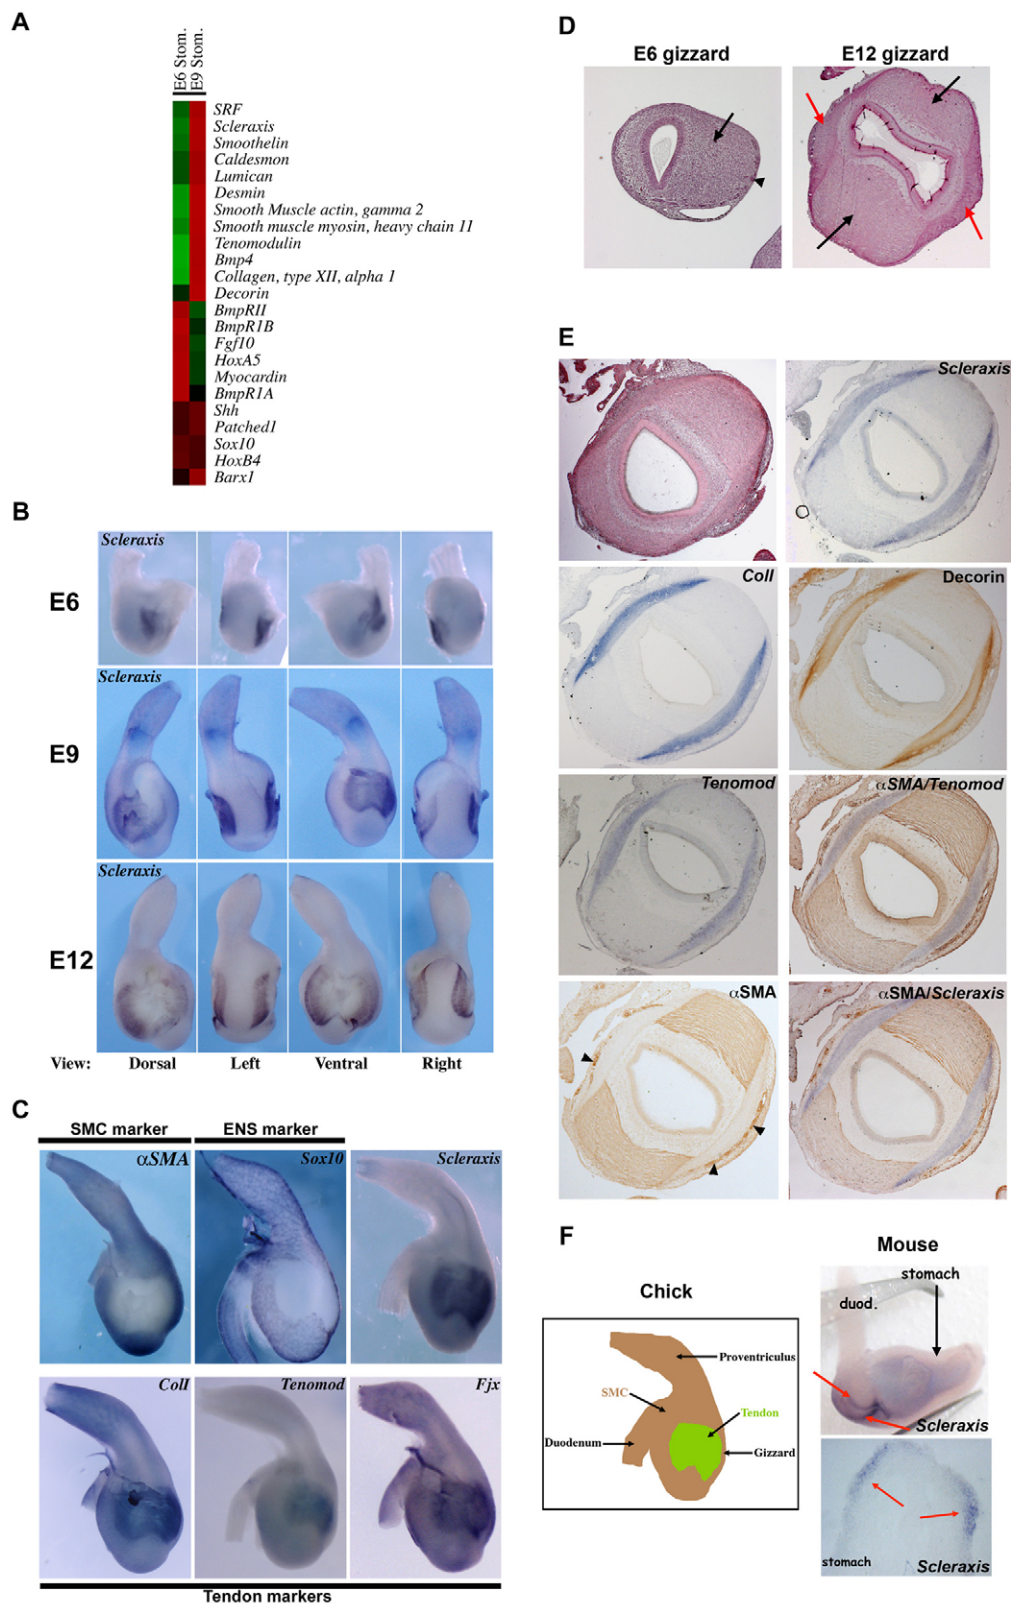 A
E6 Stom.
E9 Stom.
SRF
Scleraxis
Smoothelin
Caldesmon
Lumican
Desmin
Smooth Muscle actin, gamma 2
Smooth muscle myosin, heavy chain 11
Tenomodulin
Bmp4
Collagen, type XII, alpha 1
Decorin
BmpRII
BmpR1B
Fgf10
HoxA5
Myocardin
BmpR1A
Shh
Patched1
Sox10
HoxB4
Barx1
B
Scleraxis
E6
Scleraxis
E9
Scleraxis
E12
View: Dorsal Left Ventral Right
C
SMC marker ENS marker
αSMA Sox10 Scleraxis
ColI Tenomod Fjx
Tendon markers
D
E6 gizzard E12 gizzard
E
Scleraxis
ColI Decorin
Tenomod αSMA/Tenomod
αSMA αSMA/Scleraxis
F
Chick
Proventriculus
SMC
Tendon
Duodenum
Gizzard
Mouse
stomach
duod.
Scleraxis
stomach
Scleraxis